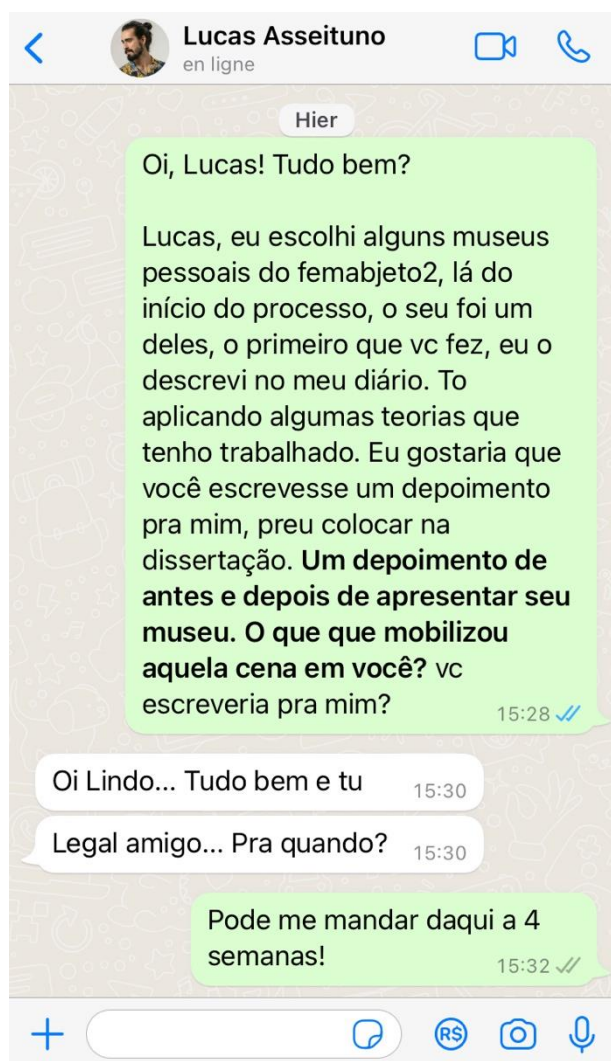 Lucas Asseituno
en ligne
Hier
Oi, Lucas! Tudo bem?
Lucas, eu escolhi alguns museus
pessoais do femabjeto2, lá do
início do processo, o seu foi um
deles, o primeiro que vc fez, eu o
descrevi no meu diário. To
aplicando algumas teorias que
tenho trabalhado. Eu gostaria que
você escrevesse um depoimento
pra mim, preu colocar na
dissertação. Um depoimento de
antes e depois de apresentar seu
museu. O que que mobilizou
aquela cena em você? vc
escreveria pra mim?
15:28
Oi Lindo... Tudo bem e tu
15:30
Legal amigo... Pra quando?
15:30
Pode me mandar daqui a 4
semanas!
15:32
R$